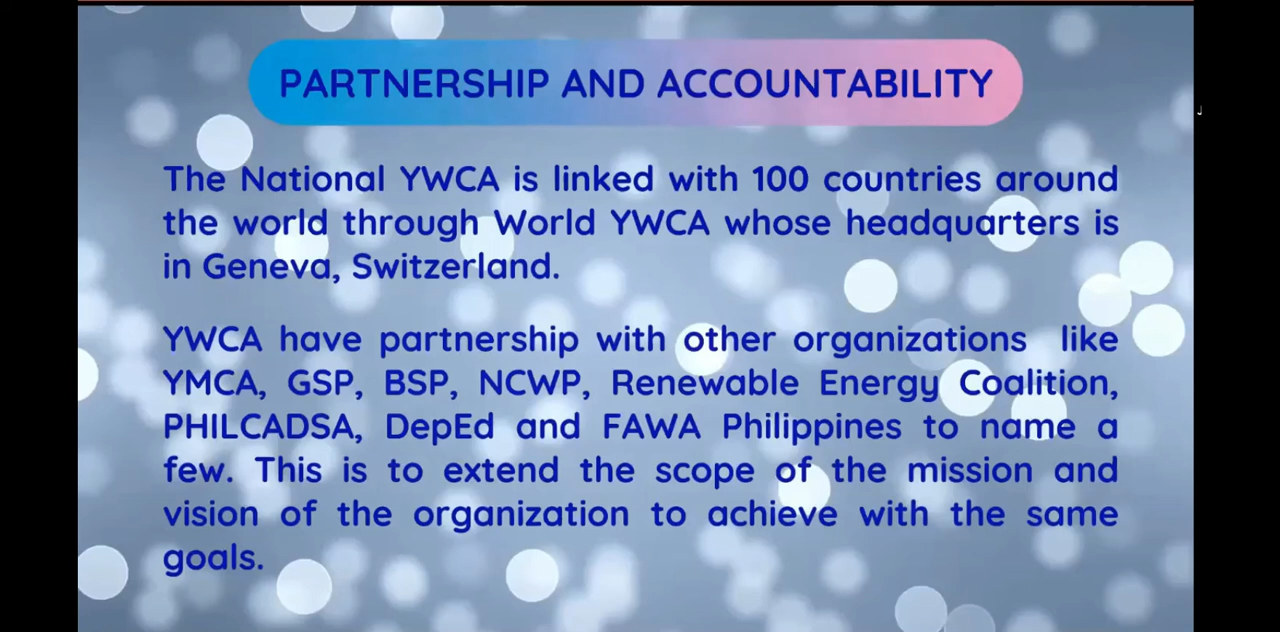 PARTNERSHIP AND ACCOUNTABILITY
The National YWCA is linked with 100 countries around
the world through World YWCA whose headquarters is
in Geneva, Switzerland.
YWCA have partnership with other organizations like
YMCA, GSP, BSP, NCWP, Renewable Energy Coalition,
PHILCADSA, DepEd and FAWA Philippines to name a
few. This is to extend the scope of the mission and
vision of the organization to achieve with the same
goals.